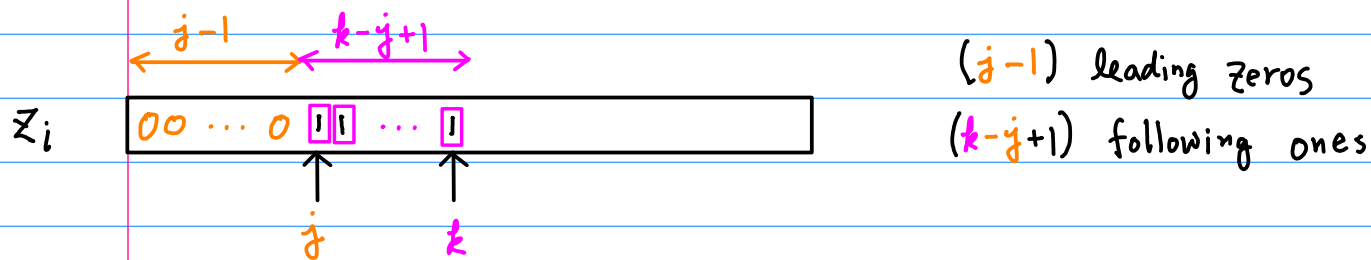 j-1 k-j+1
(j-1) leading zeros
Zi 00 ... 0 1 1 ... 1
(k-j+1) following ones
j k